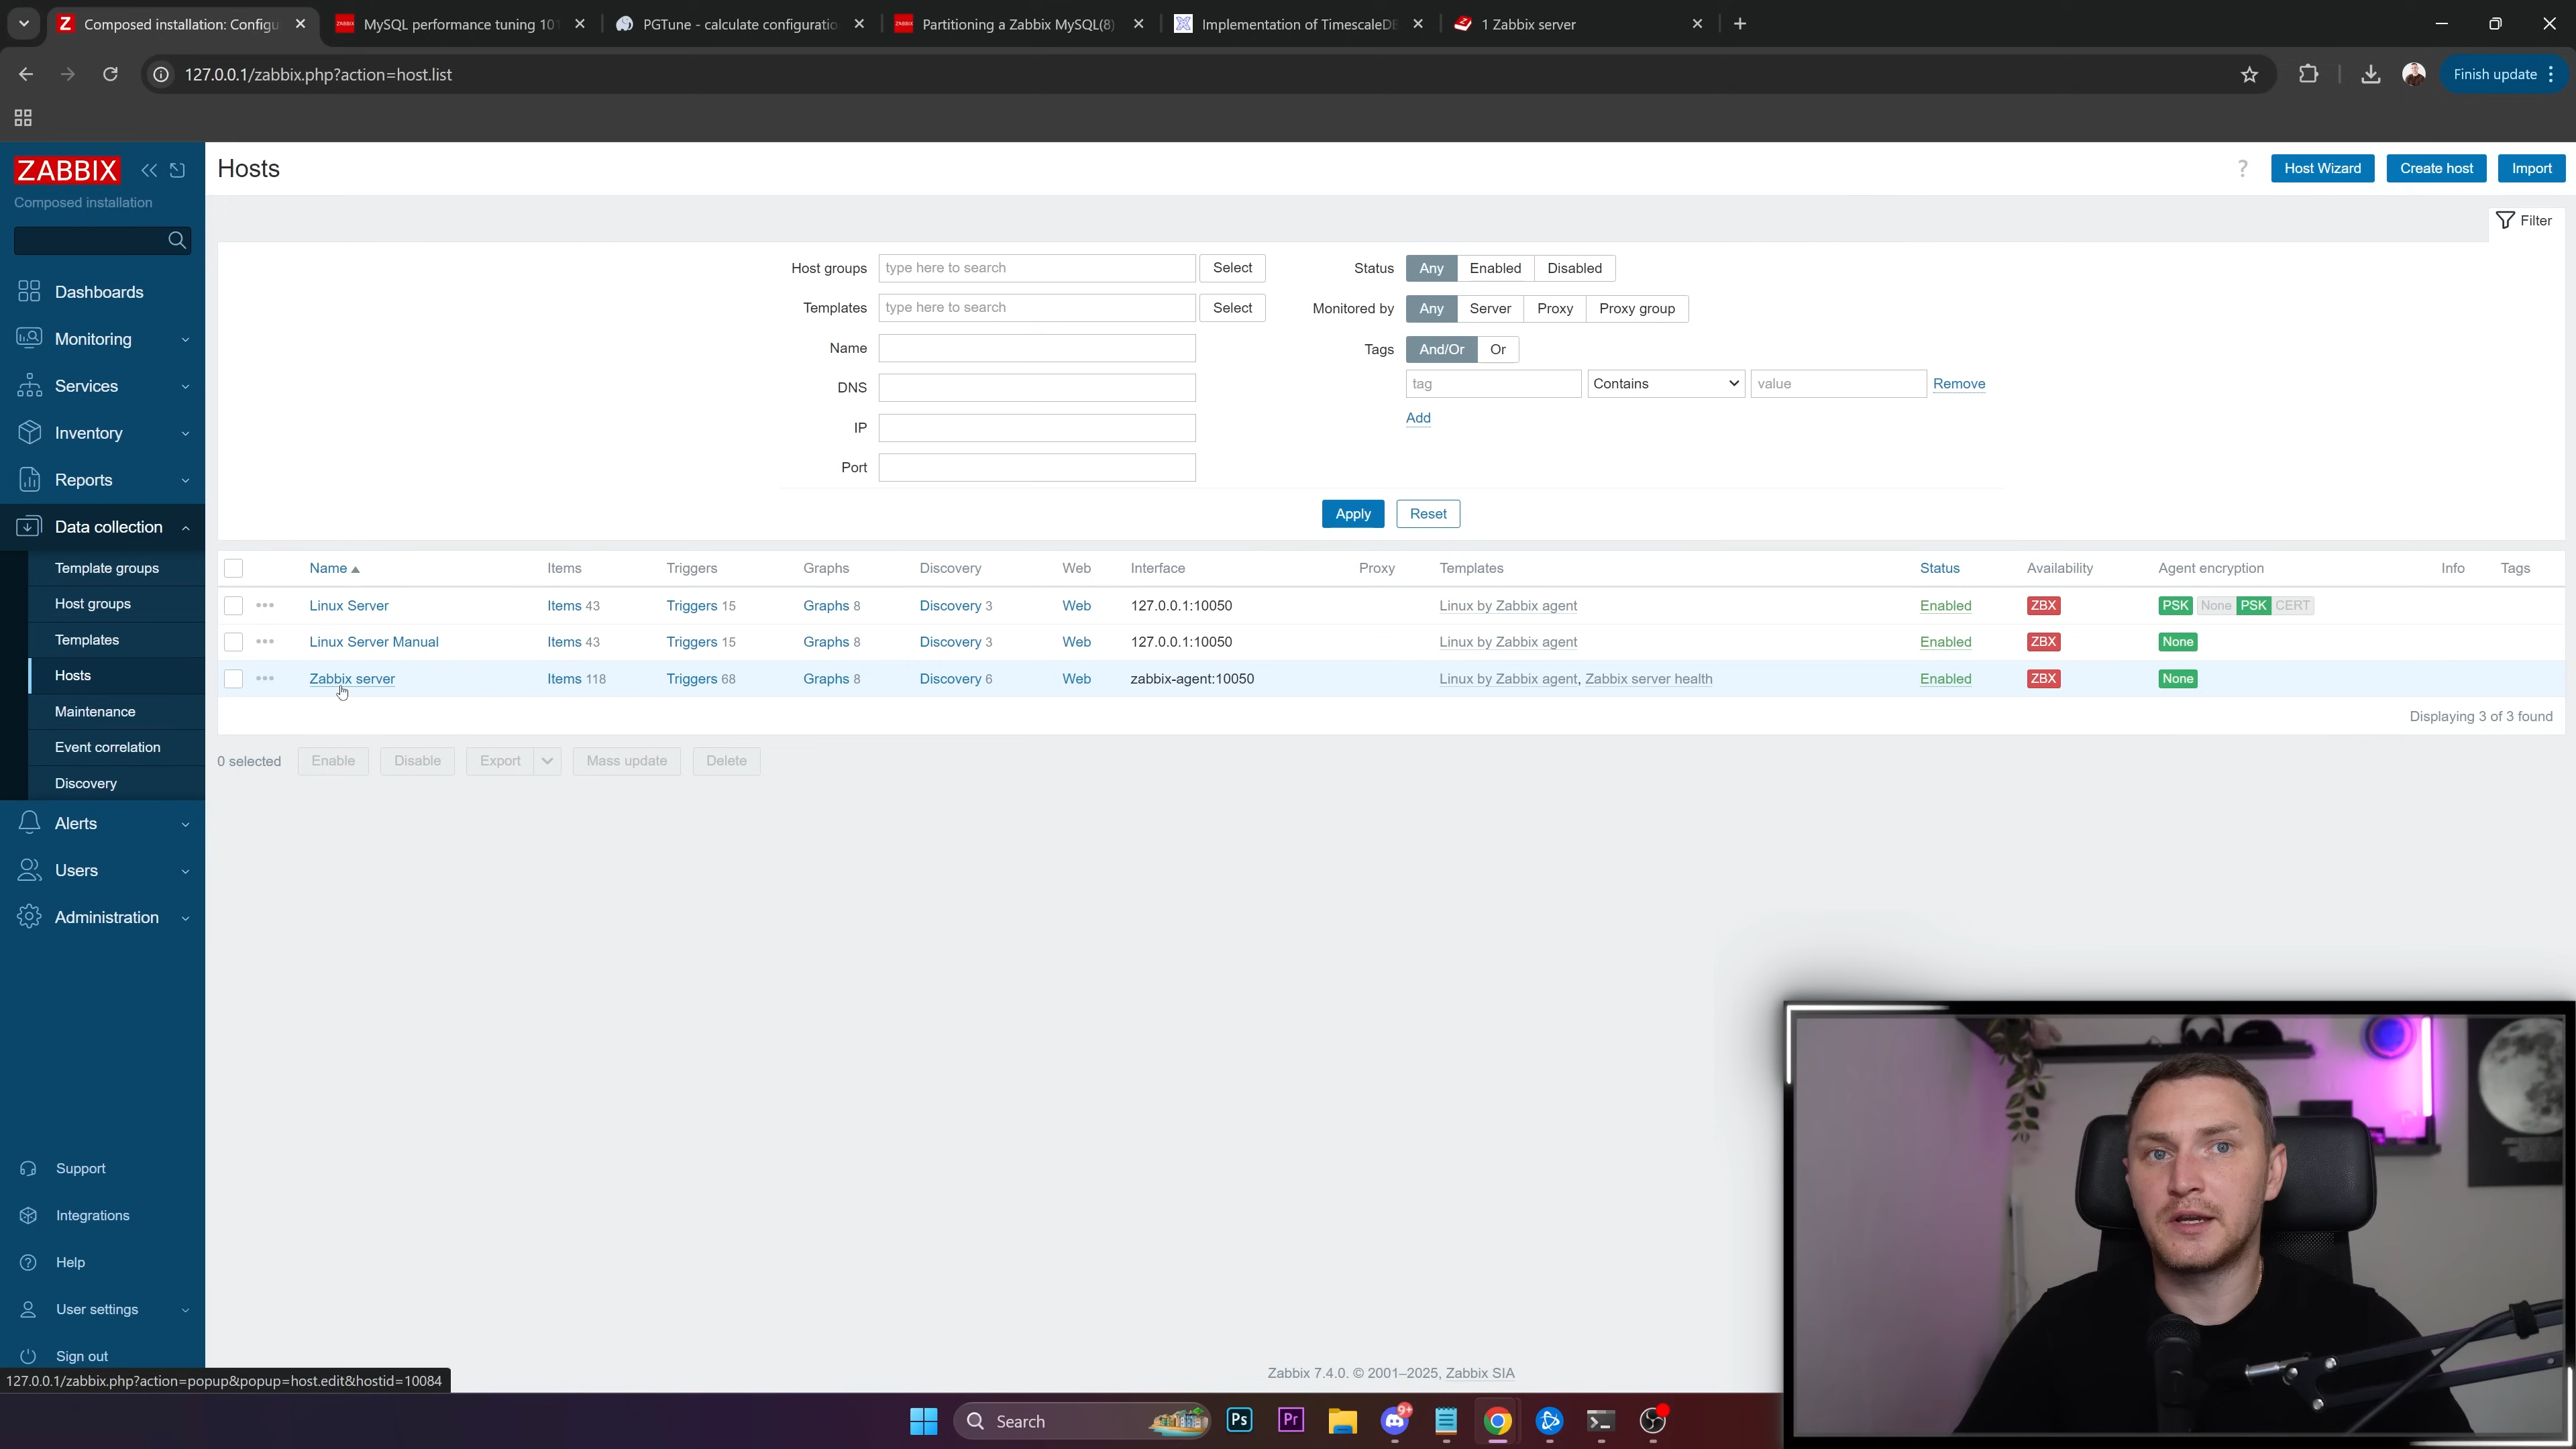 Composed installation: Configu
MySQL performance tuning 101
PGTune - calculate configuratio
Partitioning a Zabbix MySQL(8)
Implementation of TimescaleDB
1 Zabbix server
127.0.0.1/zabbix.php?action=host.list
Finish update
ZABBIX
Composed installation
Dashboards
Monitoring
Services
Inventory
Reports
Data collection
Template groups
Host groups
Templates
Hosts
Maintenance
Event correlation
Discovery
Alerts
Users
Administration
Support
Integrations
Help
User settings
Sign out
Hosts
? Host Wizard Create host Import
Filter
Host groups type here to search Select
Templates type here to search Select
Name
DNS
IP
Port
Status Any Enabled Disabled
Monitored by Any Server Proxy Proxy group
Tags And/Or Or
tag Contains value Remove
Add
Apply Reset
Name Items Triggers Graphs Discovery Web Interface Proxy Templates Status Availability Agent encryption Info Tags
Linux Server Items 43 Triggers 15 Graphs 8 Discovery 3 Web 127.0.0.1:10050 Linux by Zabbix agent Enabled ZBX PSK None PSK CERT
Linux Server Manual Items 43 Triggers 15 Graphs 8 Discovery 3 Web 127.0.0.1:10050 Linux by Zabbix agent Enabled ZBX None
Zabbix server Items 118 Triggers 68 Graphs 8 Discovery 6 Web zabbix-agent:10050 Linux by Zabbix agent, Zabbix server health Enabled ZBX None
Displaying 3 of 3 found
0 selected Enable Disable Export Mass update Delete
Zabbix 7.4.0. © 2001–2025, Zabbix SIA
127.0.0.1/zabbix.php?action=popup&popup=host.edit&hostid=10084
Search
Ps
Pr
9+